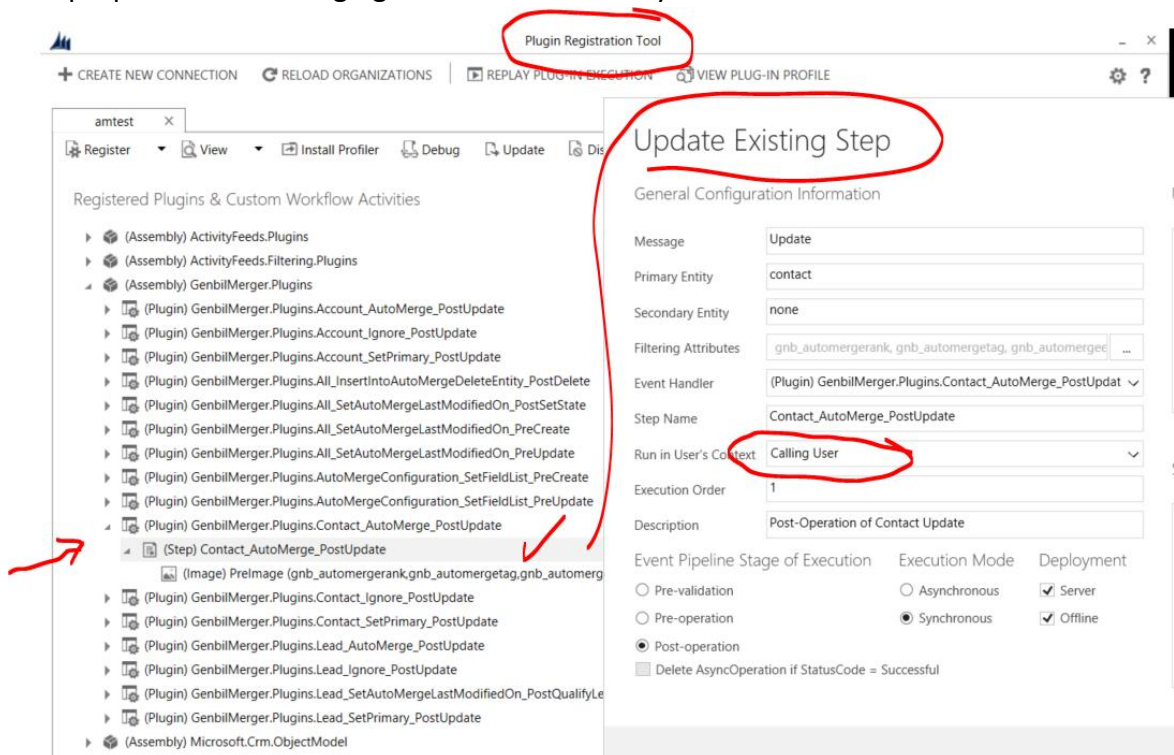 Plugin Registration Tool
CREATE NEW CONNECTION RELOAD ORGANIZATIONS REPLAY PLUG-IN EXECUTION VIEW PLUG-IN PROFILE
amtest
Register View Install Profiler Debug Update
Registered Plugins & Custom Workflow Activities
(Assembly) ActivityFeeds.Plugins
(Assembly) ActivityFeeds.Filtering.Plugins
(Assembly) GenbilMerger.Plugins
(Plugin) GenbilMerger.Plugins.Account_AutoMerge_PostUpdate
(Plugin) GenbilMerger.Plugins.Account_Ignore_PostUpdate
(Plugin) GenbilMerger.Plugins.Account_SetPrimary_PostUpdate
(Plugin) GenbilMerger.Plugins.All_InsertIntoAutoMergeDeleteEntity_PostDelete
(Plugin) GenbilMerger.Plugins.All_SetAutoMergeLastModifiedOn_PostSetState
(Plugin) GenbilMerger.Plugins.All_SetAutoMergeLastModifiedOn_PreCreate
(Plugin) GenbilMerger.Plugins.All_SetAutoMergeLastModifiedOn_PreUpdate
(Plugin) GenbilMerger.Plugins.AutoMergeConfiguration_SetFieldList_PreCreate
(Plugin) GenbilMerger.Plugins.AutoMergeConfiguration_SetFieldList_PreUpdate
(Plugin) GenbilMerger.Plugins.Contact_AutoMerge_PostUpdate
(Step) Contact_AutoMerge_PostUpdate
(Image) PreImage (gnb_automergerank,gnb_automergetag,gnb_automerg
(Plugin) GenbilMerger.Plugins.Contact_Ignore_PostUpdate
(Plugin) GenbilMerger.Plugins.Contact_SetPrimary_PostUpdate
(Plugin) GenbilMerger.Plugins.Lead_AutoMerge_PostUpdate
(Plugin) GenbilMerger.Plugins.Lead_Ignore_PostUpdate
(Plugin) GenbilMerger.Plugins.Lead_SetAutoMergeLastModifiedOn_PostQualifyLe
(Plugin) GenbilMerger.Plugins.Lead_SetPrimary_PostUpdate
(Assembly) Microsoft.Crm.ObjectModel
Update Existing Step
General Configuration Information
Message Update
Primary Entity contact
Secondary Entity none
Filtering Attributes gnb_automergerank, gnb_automergetag, gnb_automergee ...
Event Handler (Plugin) GenbilMerger.Plugins.Contact_AutoMerge_PostUpdat
Step Name Contact_AutoMerge_PostUpdate
Run in User's Context Calling User
Execution Order 1
Description Post-Operation of Contact Update
Event Pipeline Stage of Execution Execution Mode Deployment
Pre-validation Asynchronous Server
Pre-operation Synchronous Offline
Post-operation
Delete AsyncOperation if StatusCode = Successful